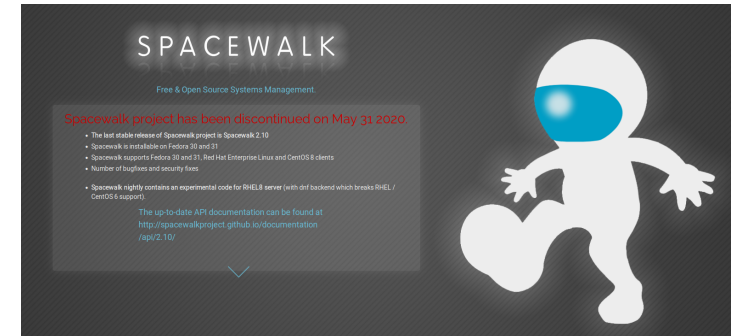 SPACEWALK
Free & Open Source Systems Management.
Spacewalk project has been discontinued on May 31 2020.
The last stable release of Spacewalk project is Spacewalk 2.10
Spacewalk is installable on Fedora 30 and 31
Spacewalk supports Fedora 30 and 31, Red Hat Enterprise Linux and CentOS 8 clients
Number of bugfixes and security fixes
Spacewalk nightly contains an experimental code for RHEL8 server (with dnf backend which breaks RHEL /
CentOS 6 support).
The up-to-date API documentation can be found at
http://spacewalkproject.github.io/documentation
/api/2.10/